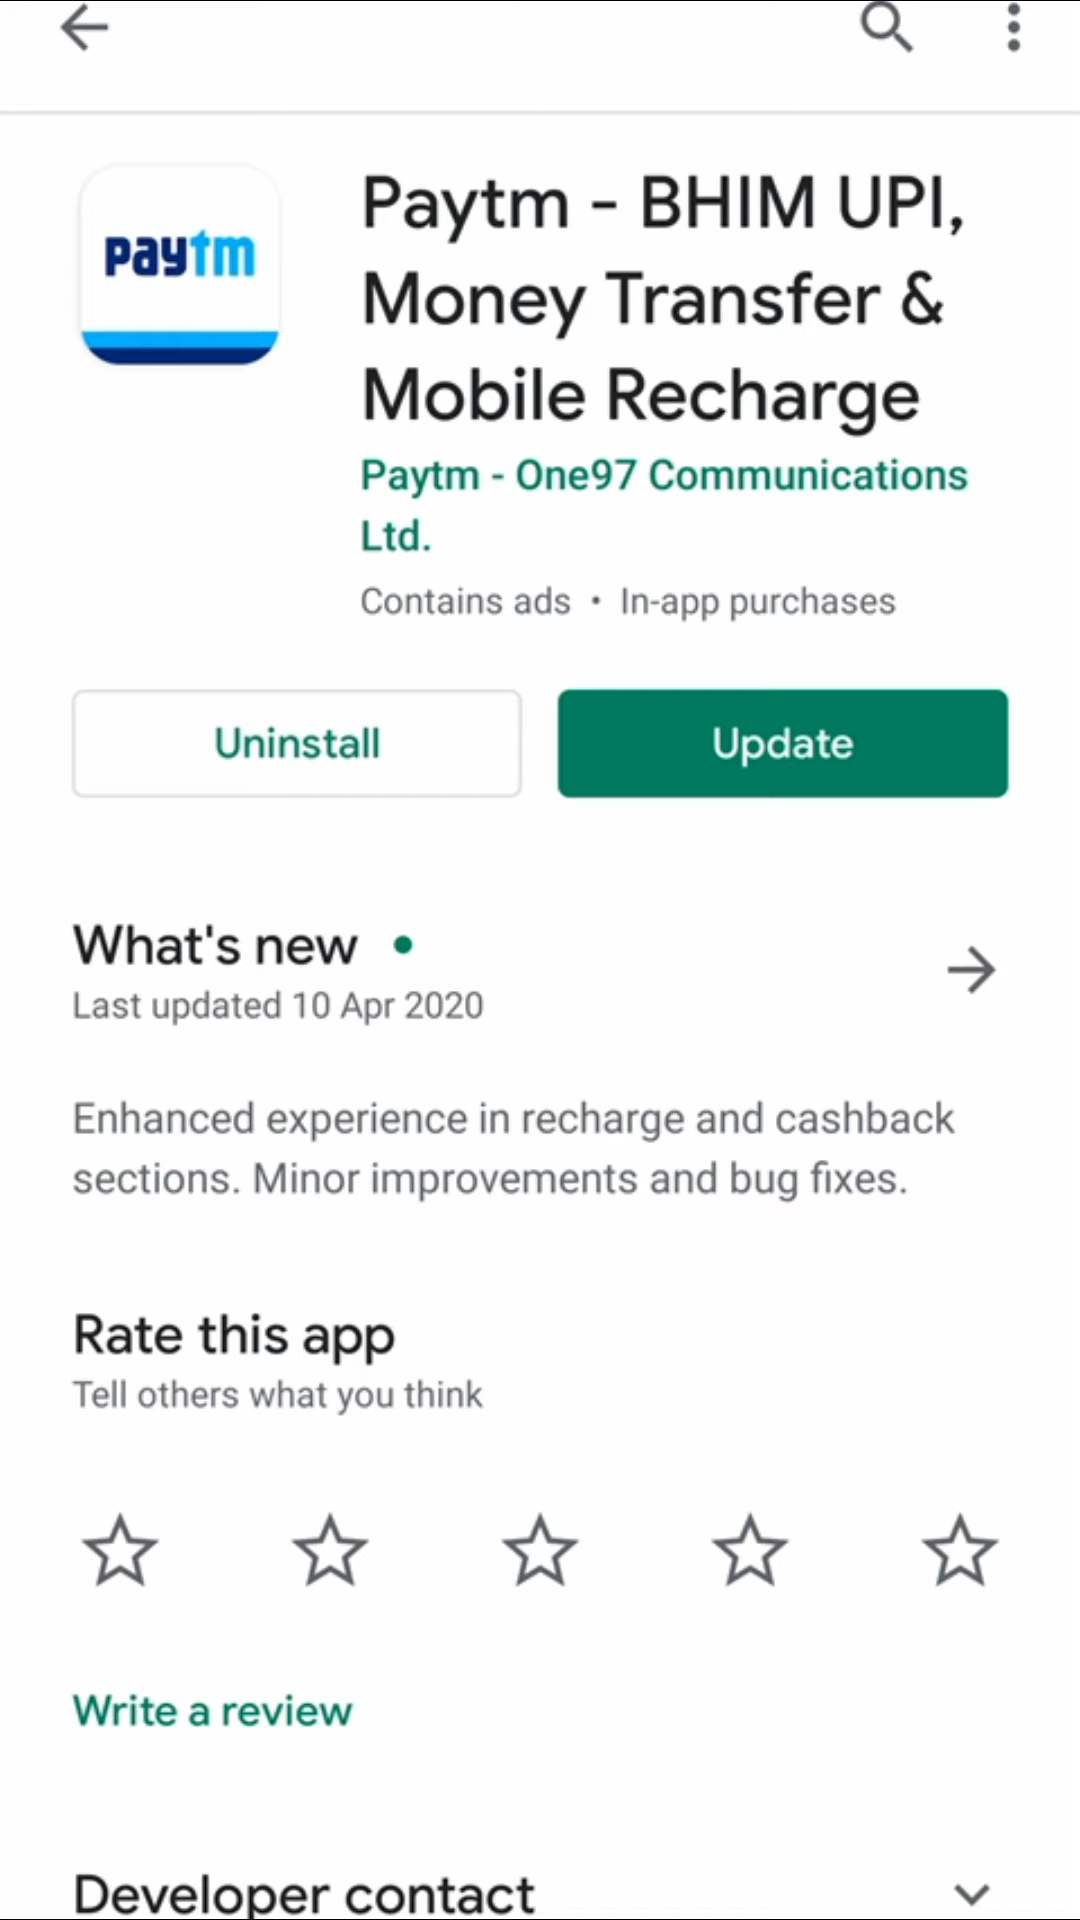 paytm
Paytm - BHIM UPI,
Money Transfer &
Mobile Recharge
Paytm - One97 Communications
Ltd.
Contains ads • In-app purchases
Uninstall
Update
What's new
Last updated 10 Apr 2020
Enhanced experience in recharge and cashback
sections. Minor improvements and bug fixes.
Rate this app
Tell others what you think
Write a review
Developer contact